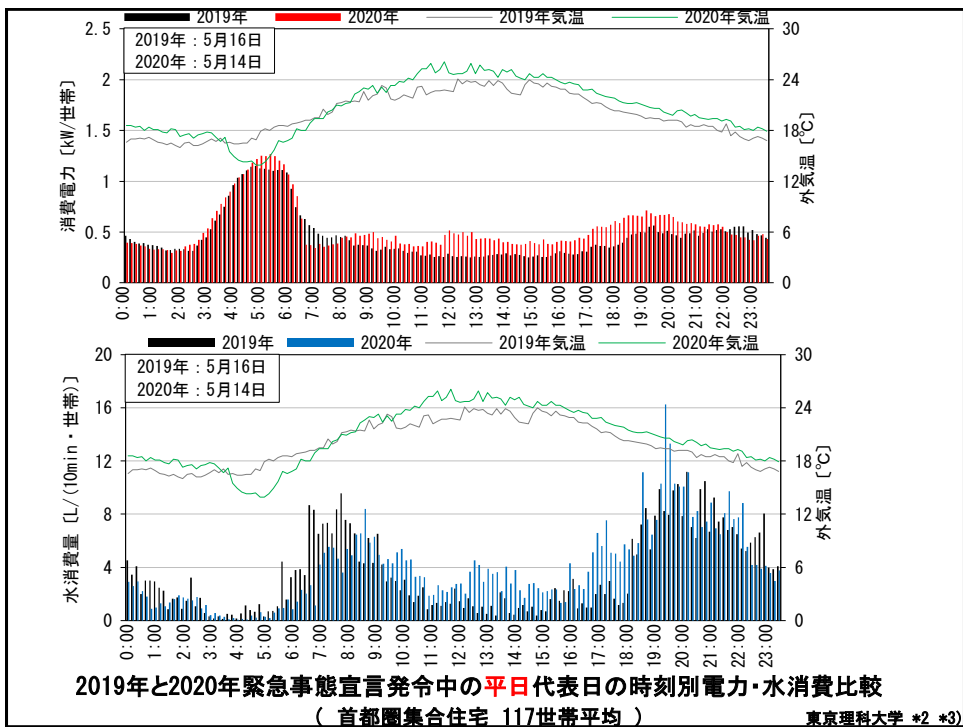 2019年 2020年 2019年気温 2020年気温
2019年：5月16日
2020年：5月14日
消費電力 [kW/世帯]
2.5
2
1.5
1
0.5
0
30
24
18
12
6
0
外気温 [℃]
0:00 1:00 2:00 3:00 4:00 5:00 6:00 7:00 8:00 9:00 10:00 11:00 12:00 13:00 14:00 15:00 16:00 17:00 18:00 19:00 20:00 21:00 22:00 23:00
2019年 2020年 2019年気温 2020年気温
2019年：5月16日
2020年：5月14日
水消費量 [L/(10min・世帯)]
20
16
12
8
4
0
30
24
18
12
6
0
外気温 [℃]
0:00 1:00 2:00 3:00 4:00 5:00 6:00 7:00 8:00 9:00 10:00 11:00 12:00 13:00 14:00 15:00 16:00 17:00 18:00 19:00 20:00 21:00 22:00 23:00
2019年と2020年緊急事態宣言発令中の平日代表日の時刻別電力・水消費比較
（ 首都圏集合住宅 117世帯平均 ）
東京理科大学 *2 *3)